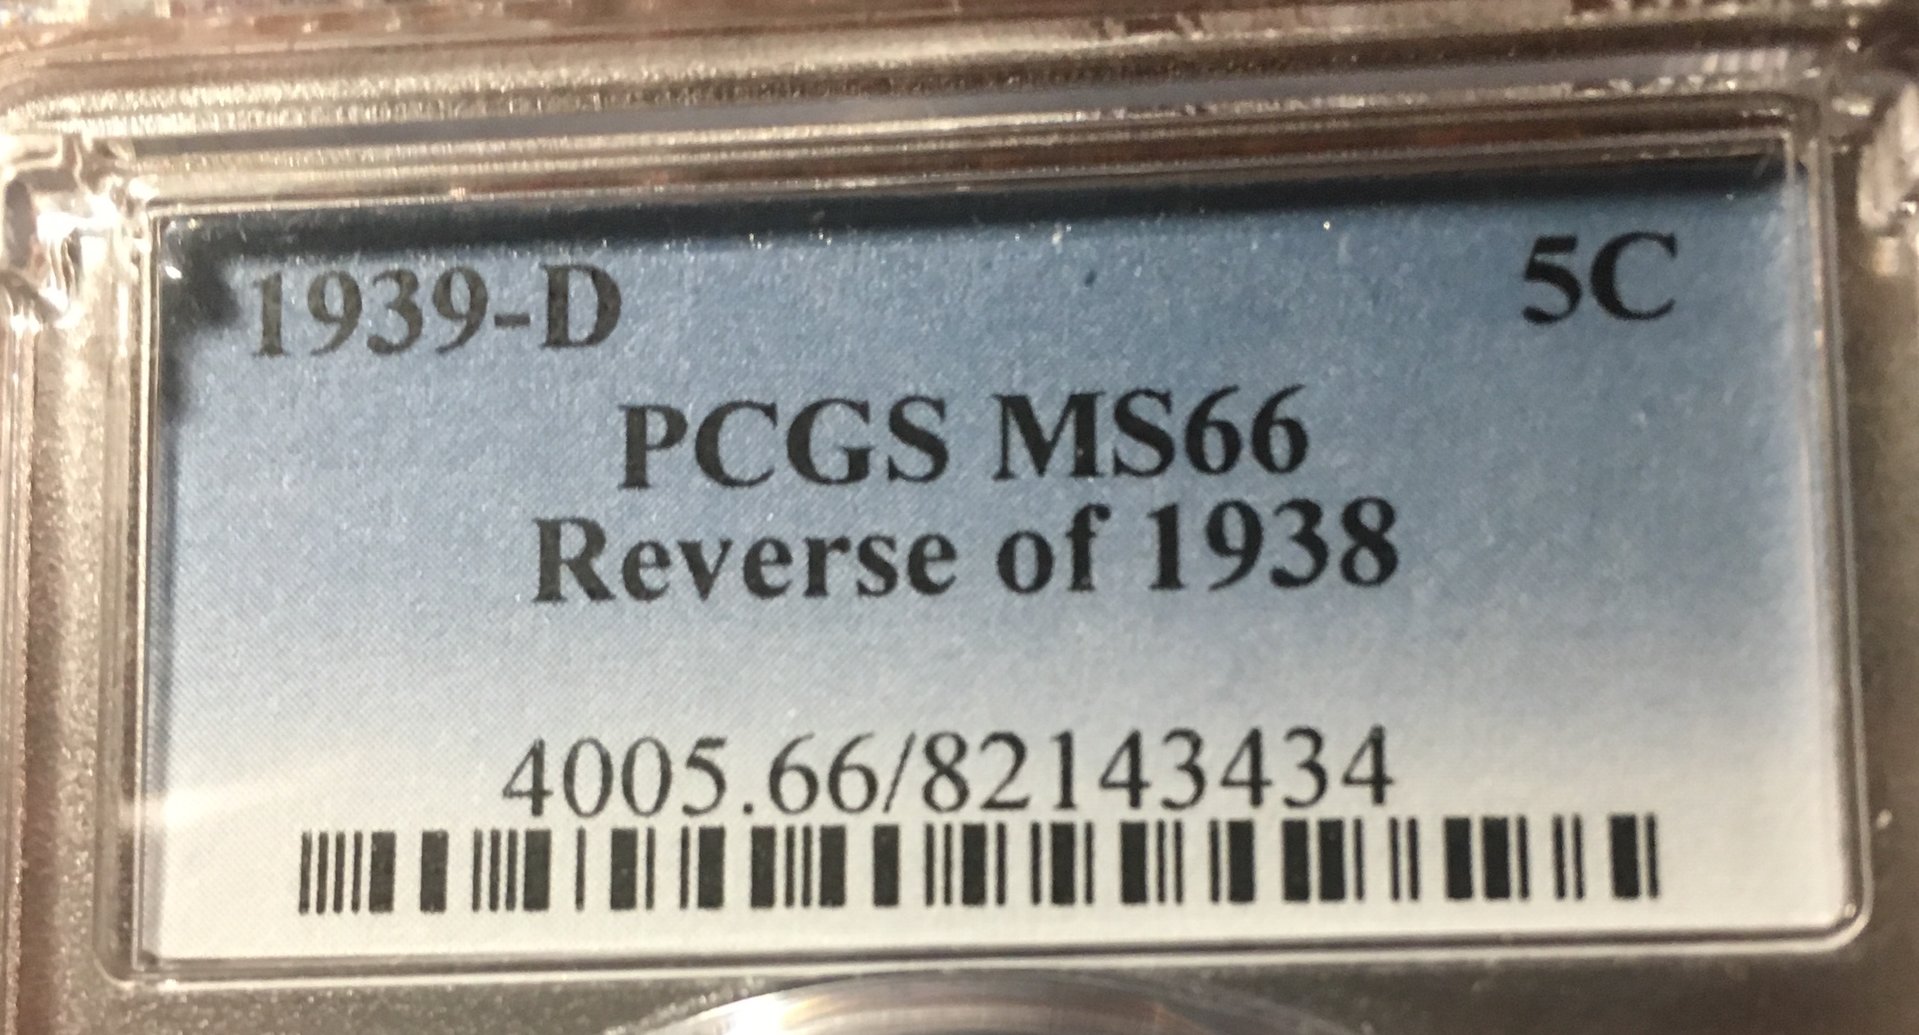 1939-D 5C
PCGS MS66
Reverse of 1938
4005.66/82143434